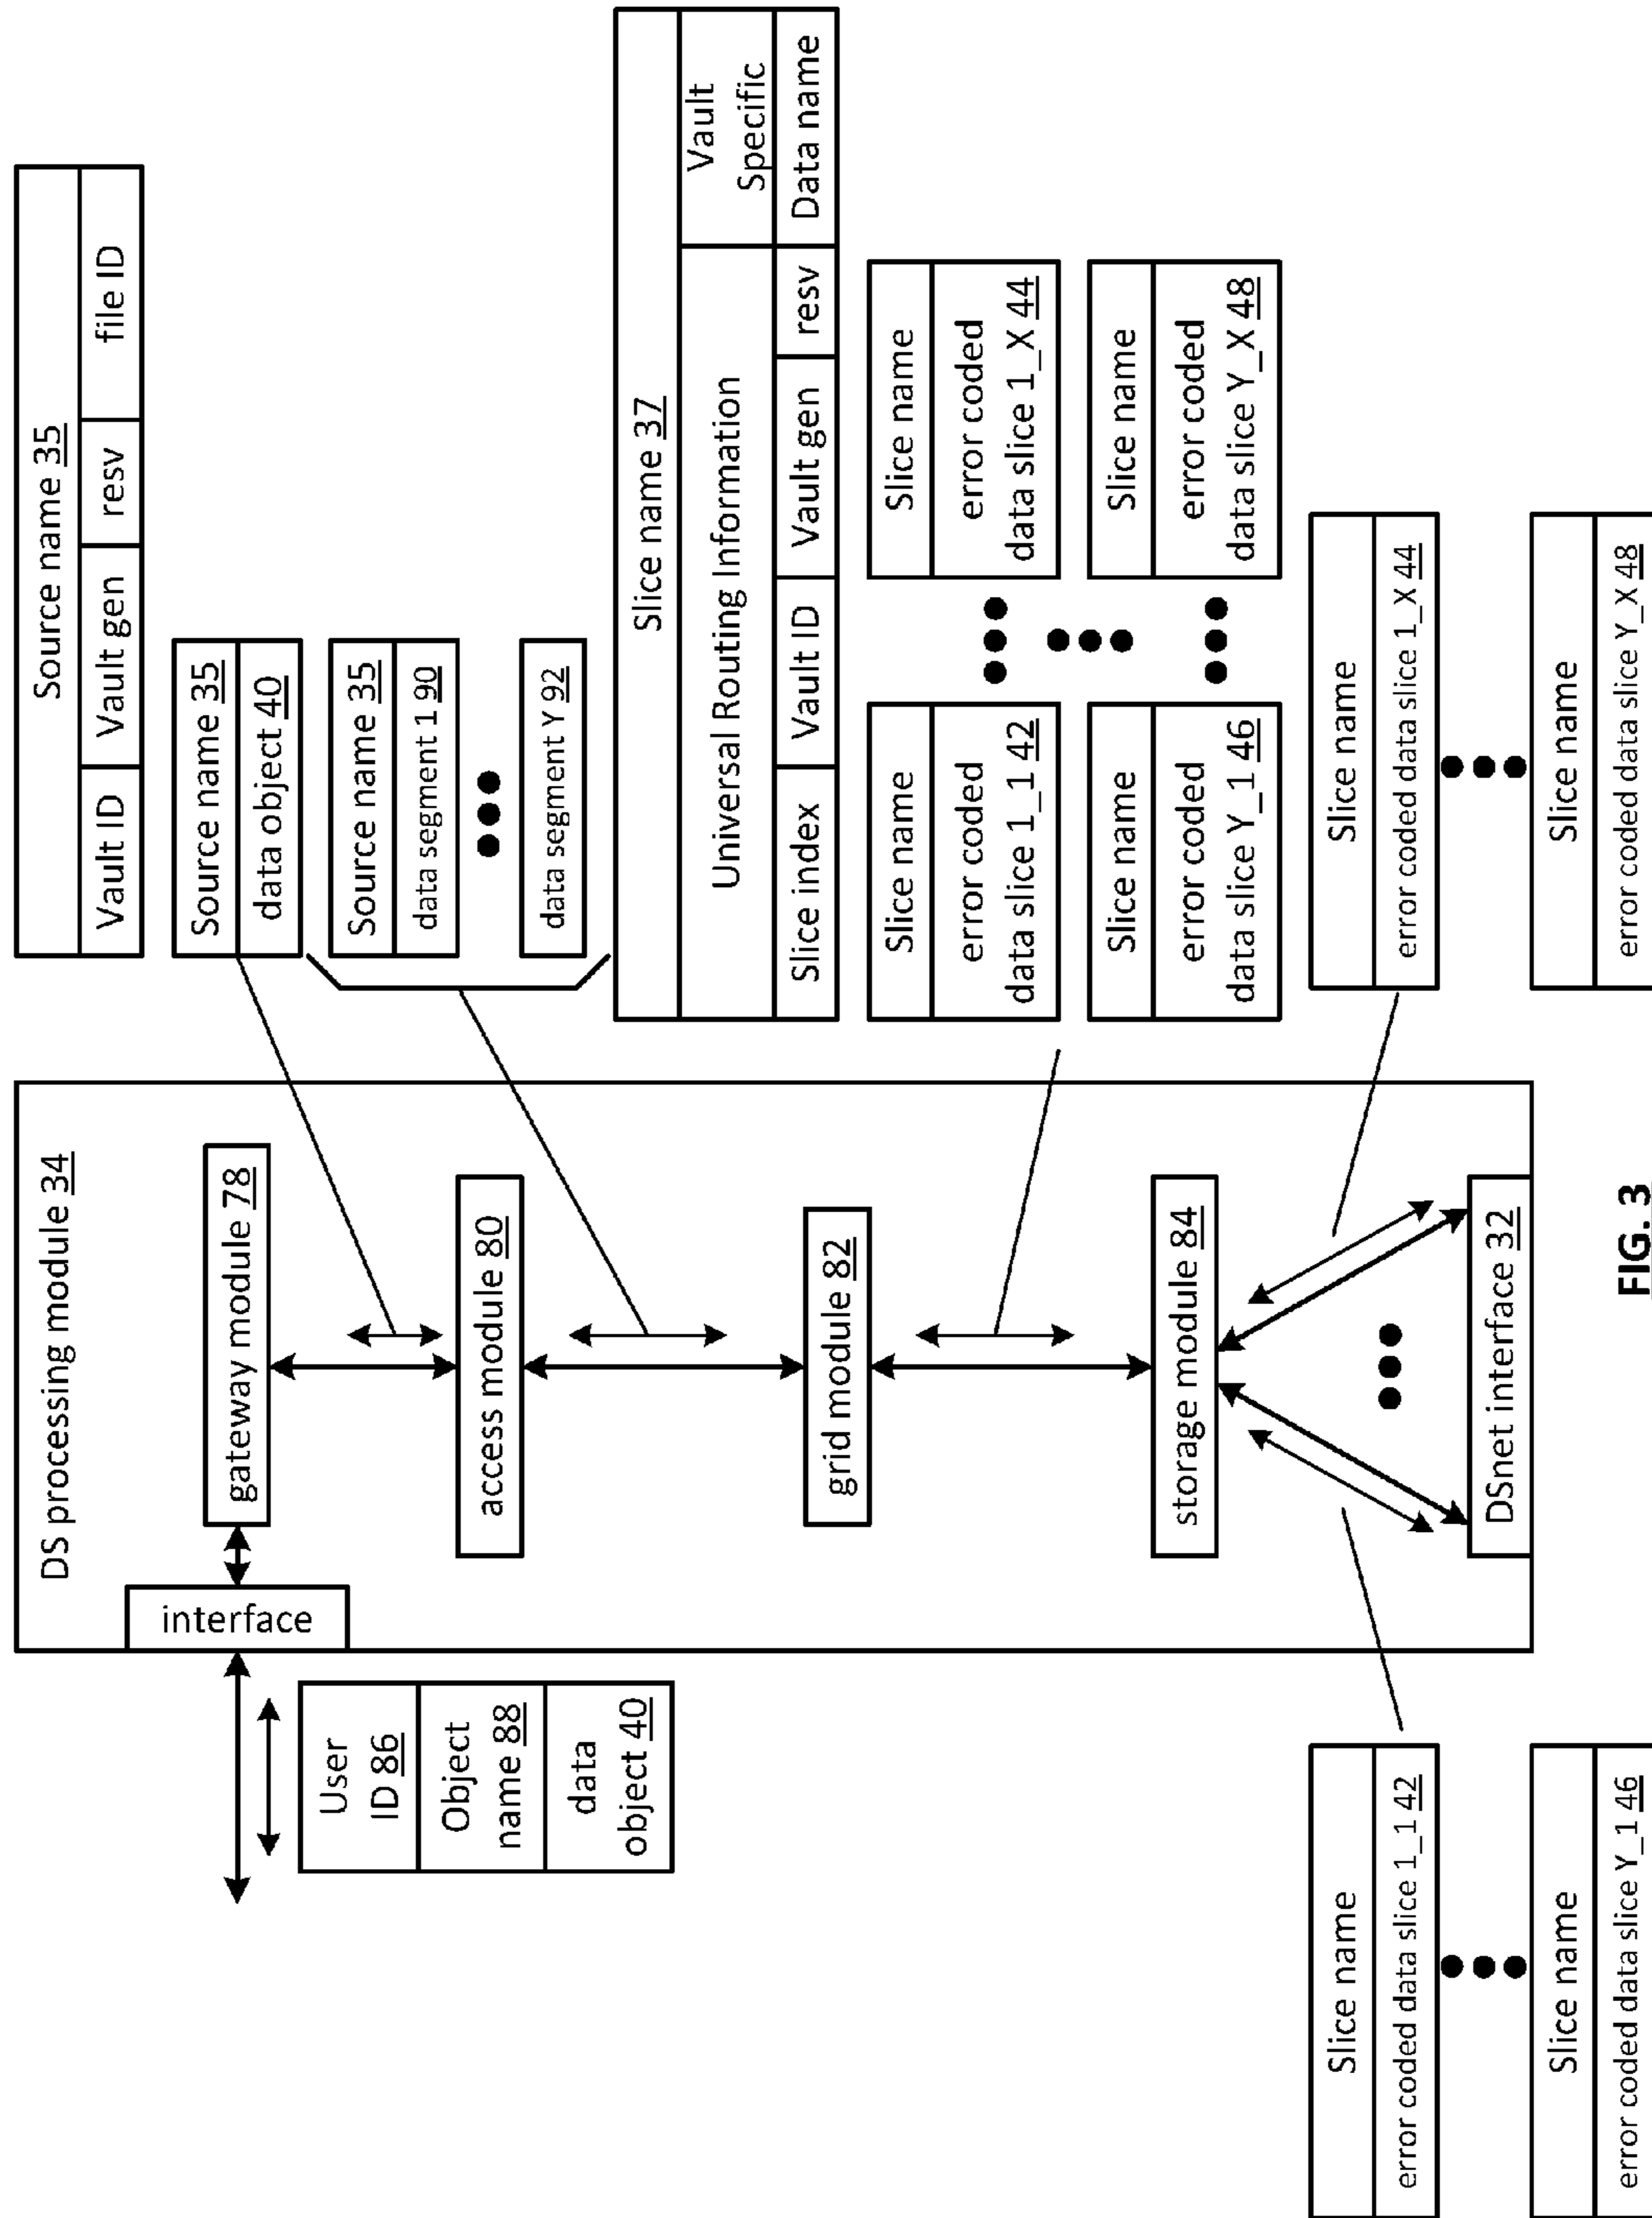 DS processing module 34
interface
gateway module 78
access module 80
grid module 82
storage module 84
DSnet interface 32
User
ID 86
Object
name 88
data
object 40
Source name 35
Vault ID
Vault gen
resv
file ID
Source name 35
data object 40
Source name 35
data segment 1 90
data segment Y 92
Slice name 37
Universal Routing Information
Vault
Specific
Slice index
Vault ID
Vault gen
resv
Data name
Slice name
error coded
data slice 1_1 42
Slice name
error coded
data slice 1_X 44
Slice name
error coded
data slice Y_1 46
Slice name
error coded
data slice Y_X 48
Slice name
error coded data slice 1_1 42
Slice name
error coded data slice Y_1 46
Slice name
error coded data slice 1_X 44
Slice name
error coded data slice Y_X 48
FIG. 3